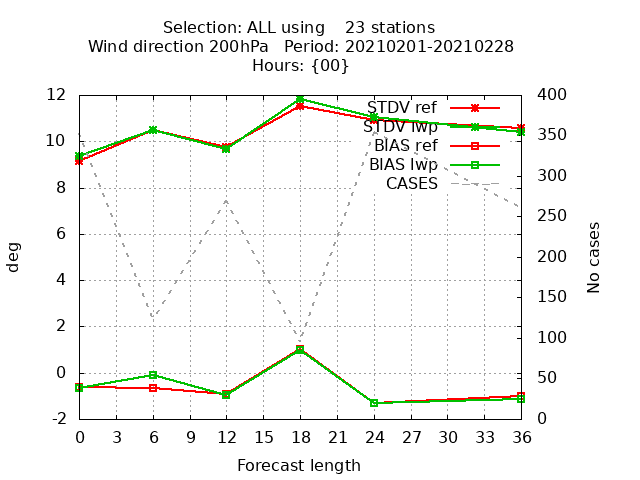 Selection: ALL using 23 stations
Wind direction 200hPa Period: 20210201-20210228
Hours: {00}
12
10
8
6
4
2
0
-2
deg
400
350
300
250
200
150
100
50
0
No cases
STDV ref
STDV lwp
BIAS ref
BIAS lwp
CASES
0 3 6 9 12 15 18 21 24 27 30 33 36
Forecast length